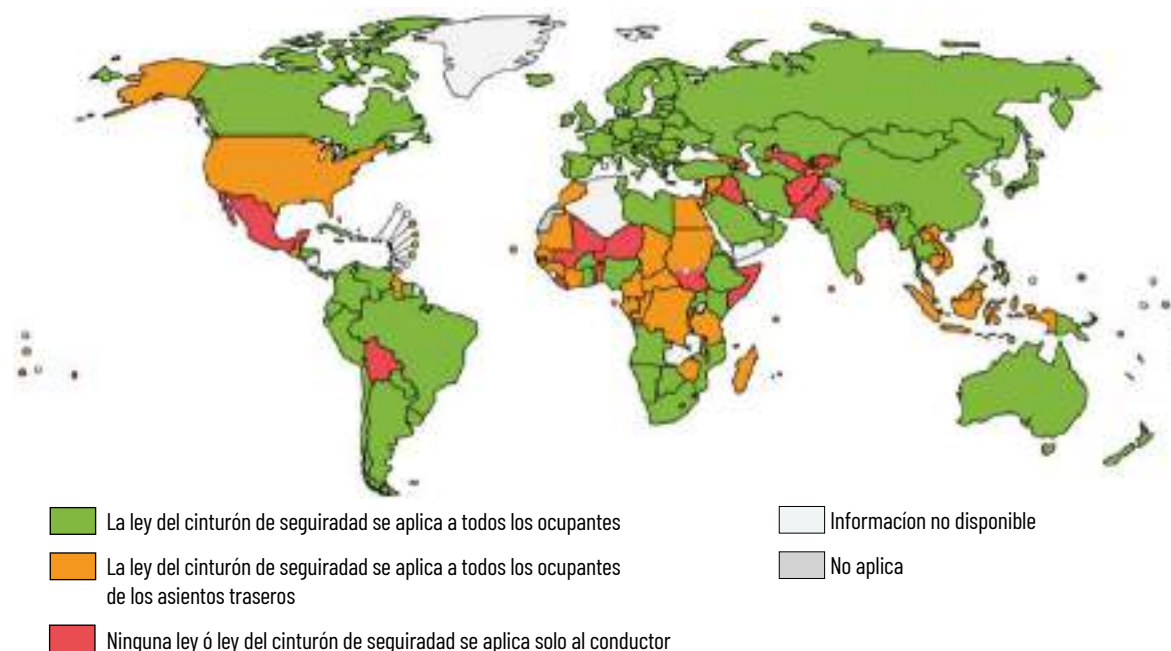 La ley del cinturón de seguiradad se aplica a todos los ocupantes
La ley del cinturón de seguiradad se aplica a todos los ocupantes
de los asientos traseros
Ninguna ley ó ley del cinturón de seguiradad se aplica solo al conductor
Informacíon no disponible
No aplica